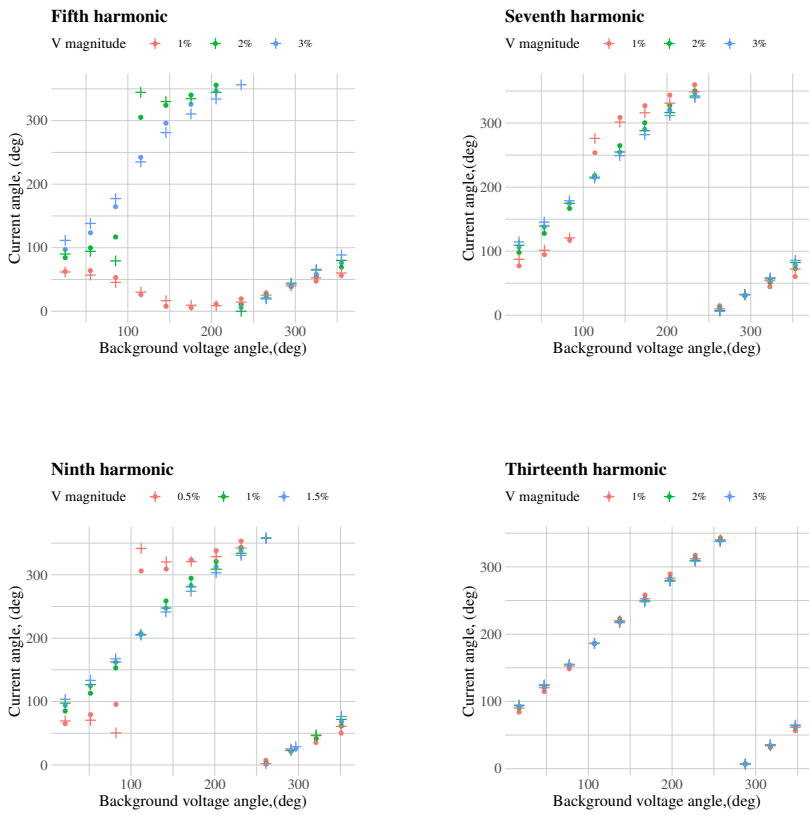 Fifth harmonic
V magnitude 1% 2% 3%
300
200
100
0
Current angle, (deg)
100 200 300
Background voltage angle,(deg)
Seventh harmonic
V magnitude 1% 2% 3%
300
200
100
0
Current angle,(deg)
100 200 300
Background voltage angle,(deg)
Ninth harmonic
V magnitude 0.5% 1% 1.5%
300
200
100
0
Current angle, (deg)
100 200 300
Background voltage angle,(deg)
Thirteenth harmonic
V magnitude 1% 2% 3%
300
200
100
0
Current angle, (deg)
100 200 300
Background voltage angle,(deg)